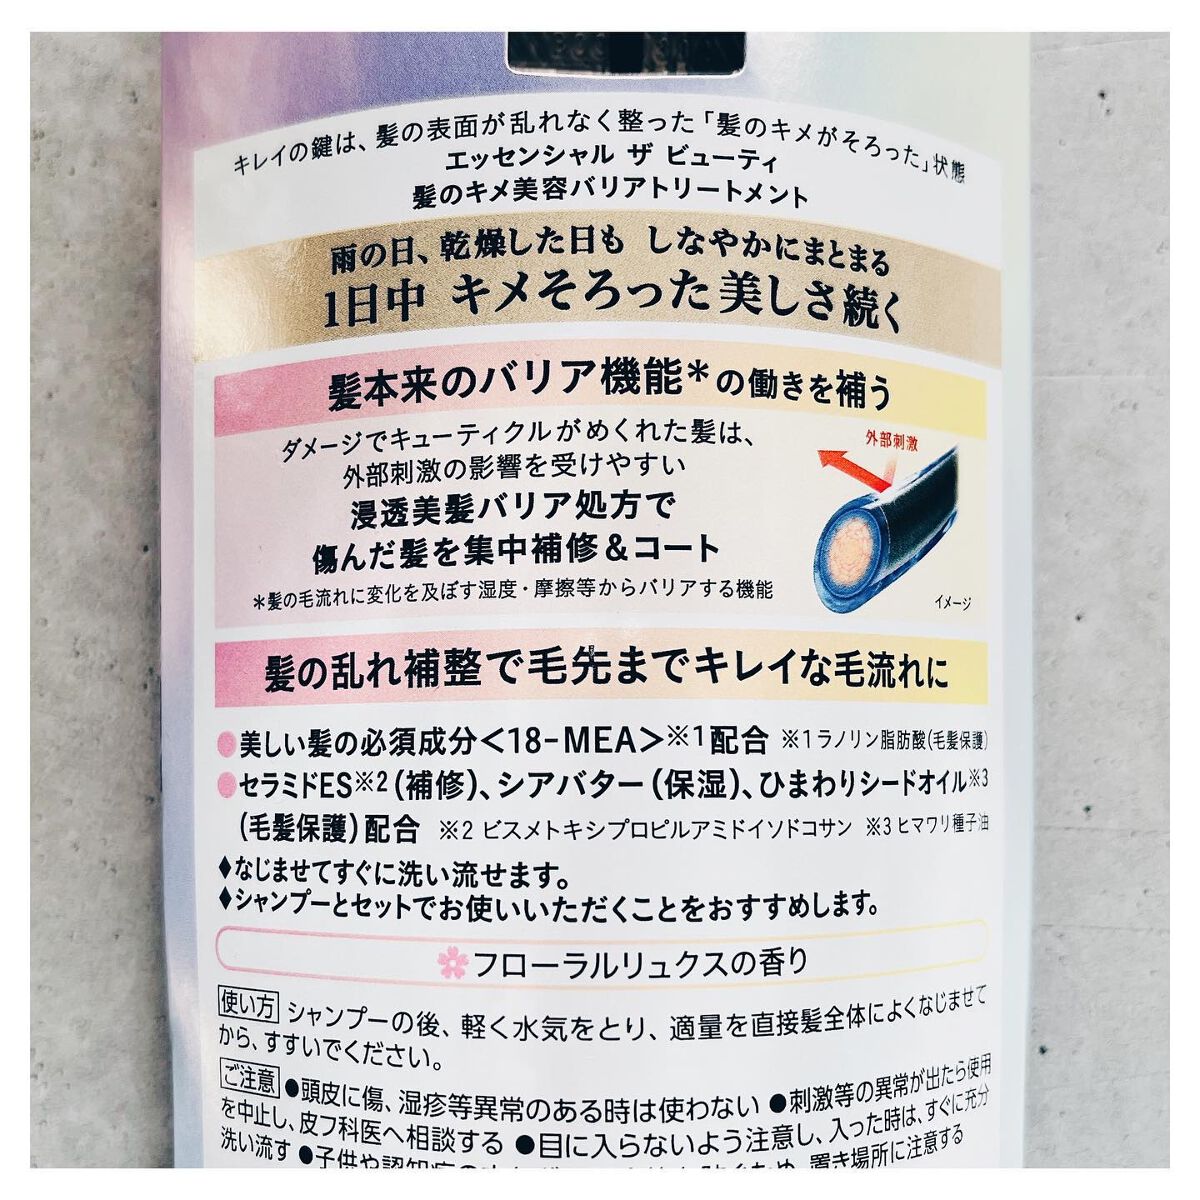 キレイの鍵は、髪の表面が乱れなく整った「髪のキメがそろった」状態
エッセンシャル ザ ビューティ
髪のキメ美容バリアトリートメント
雨の日、乾燥した日も しなやかにまとまる
1日中 キメそろった美しさ続く
髪本来のバリア機能*の働きを補う
ダメージでキューティクルがめくれた髪は、
外部刺激の影響を受けやすい
浸透美髪バリア処方で
傷んだ髪を集中補修&コート
*髪の毛流れに変化を及ぼす湿度・摩擦等からバリアする機能
外部刺激
イメージ
髪の乱れ補整で毛先までキレイな毛流れに
●美しい髪の必須成分<18-MEA>※1配合 ※1ラノリン脂肪酸(毛髪保護)
●セラミドES※2(補修)、シアバター(保湿)、ひまわりシードオイル※3
(毛髪保護)配合 ※2 ビスメトキシプロピルアミドイソドコサン ※3ヒマワリ種子油
♦なじませてすぐに洗い流せます。
♦シャンプーとセットでお使いいただくことをおすすめします。
フローラルリュクスの香り
使い方 シャンプーの後、軽く水気をとり、適量を直接髪全体によくなじませて
から、すすいでください。
ご注意 ●頭皮に傷、湿疹等異常のある時は使わない ●刺激等の異常が出たら使用
を中止し、皮フ科医へ相談する ●目に入らないよう注意し、入った時は、すぐに充分
洗い流す ●子供や認知症の 置き場所に注意する